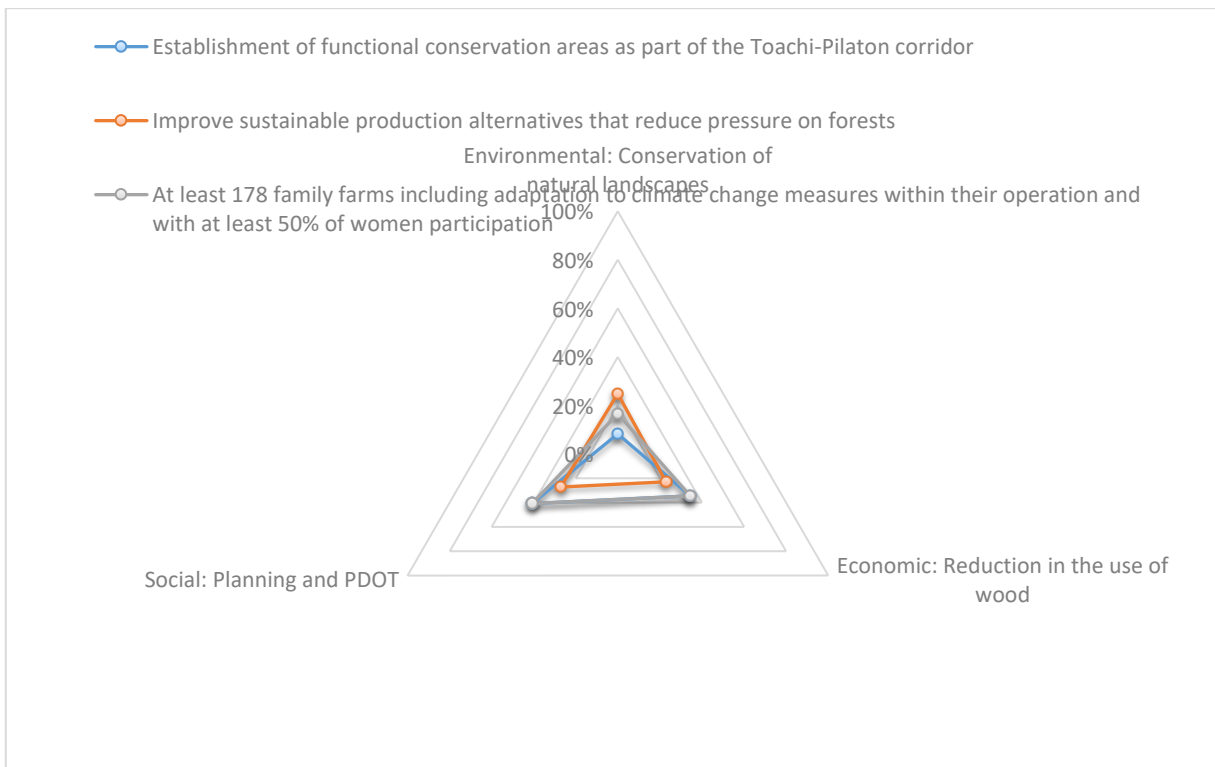 Establishment of functional conservation areas as part of the Toachi-Pilaton corridor
Improve sustainable production alternatives that reduce pressure on forests
Environmental: Conservation of
natural landscapes
At least 178 family farms including adaptation to climate change measures within their operation and
with at least 50% of women participation
100%
80%
60%
40%
20%
0%
Social: Planning and PDOT
Economic: Reduction in the use of
wood